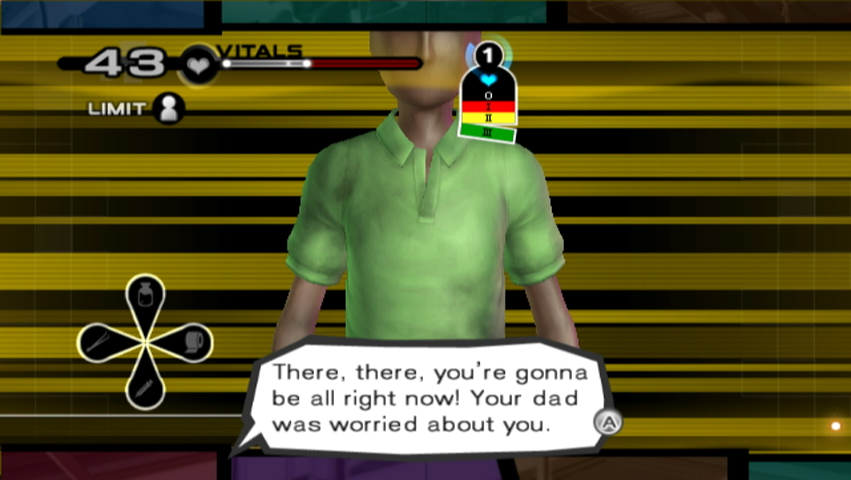 43
VITALS
LIMIT
1
0
I
II
III
There, there, you're gonna
be all right now! Your dad
was worried about you.
A